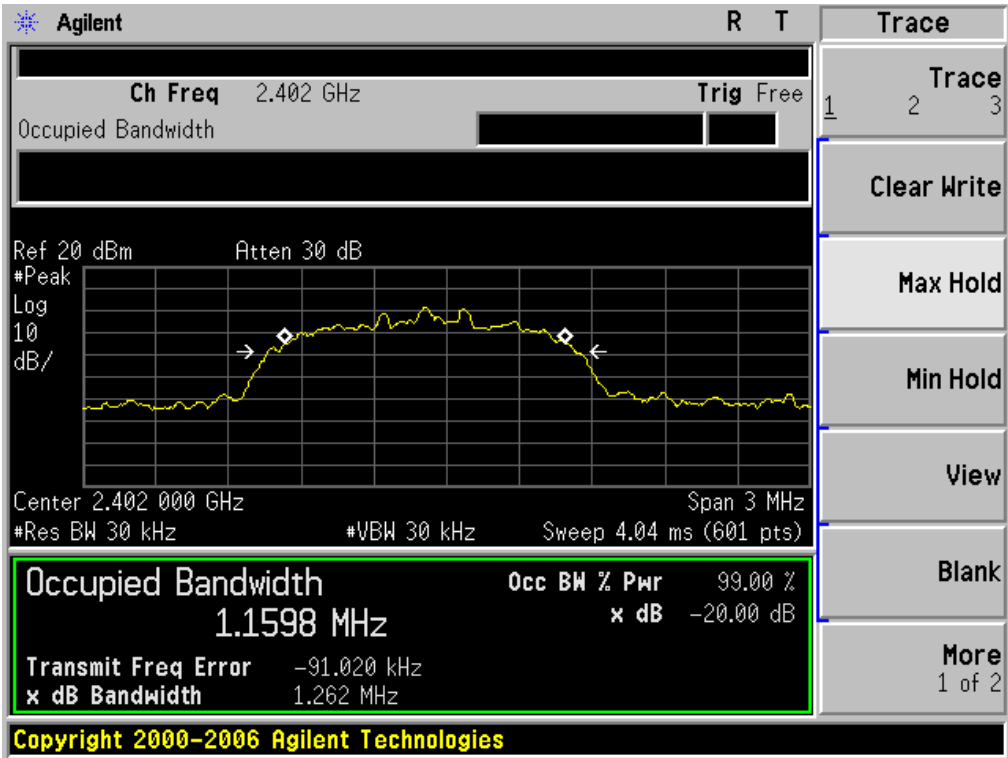 Agilent R T Trace
Ch Freq 2.402 GHz Trig Free
Occupied Bandwidth
Trace
1 2 3
Clear Write
Max Hold
Min Hold
View
Blank
More
1 of 2
Ref 20 dBm Atten 30 dB
#Peak
Log
10
dB/
Center 2.402 000 GHz Span 3 MHz
#Res BW 30 kHz #VBW 30 kHz Sweep 4.04 ms (601 pts)
Occupied Bandwidth Occ BW % Pwr 99.00 %
1.1598 MHz x dB -20.00 dB
Transmit Freq Error -91.020 kHz
x dB Bandwidth 1.262 MHz
Copyright 2000-2006 Agilent Technologies